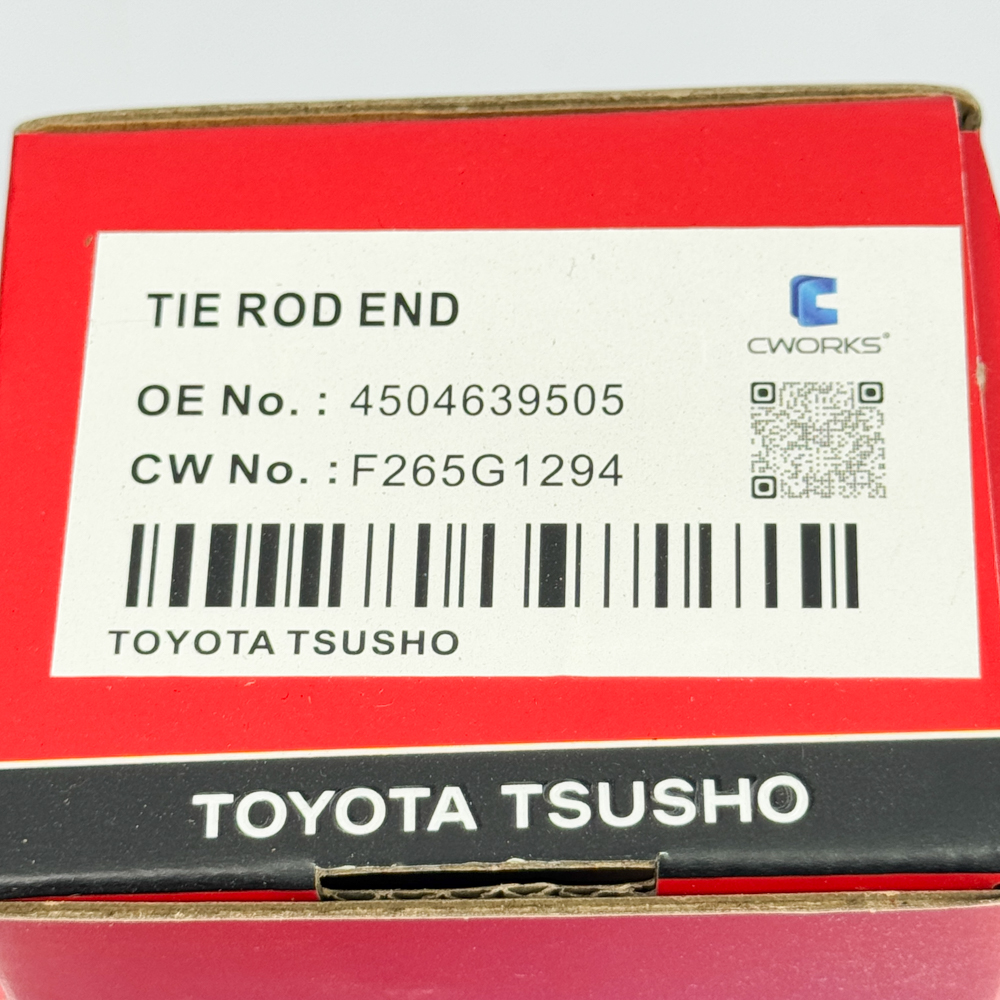 TIE ROD END
CWORKS®
OE No. : 4504639505
CW No. : F265G1294
TOYOTA TSUSHO
TOYOTA TSUSHO